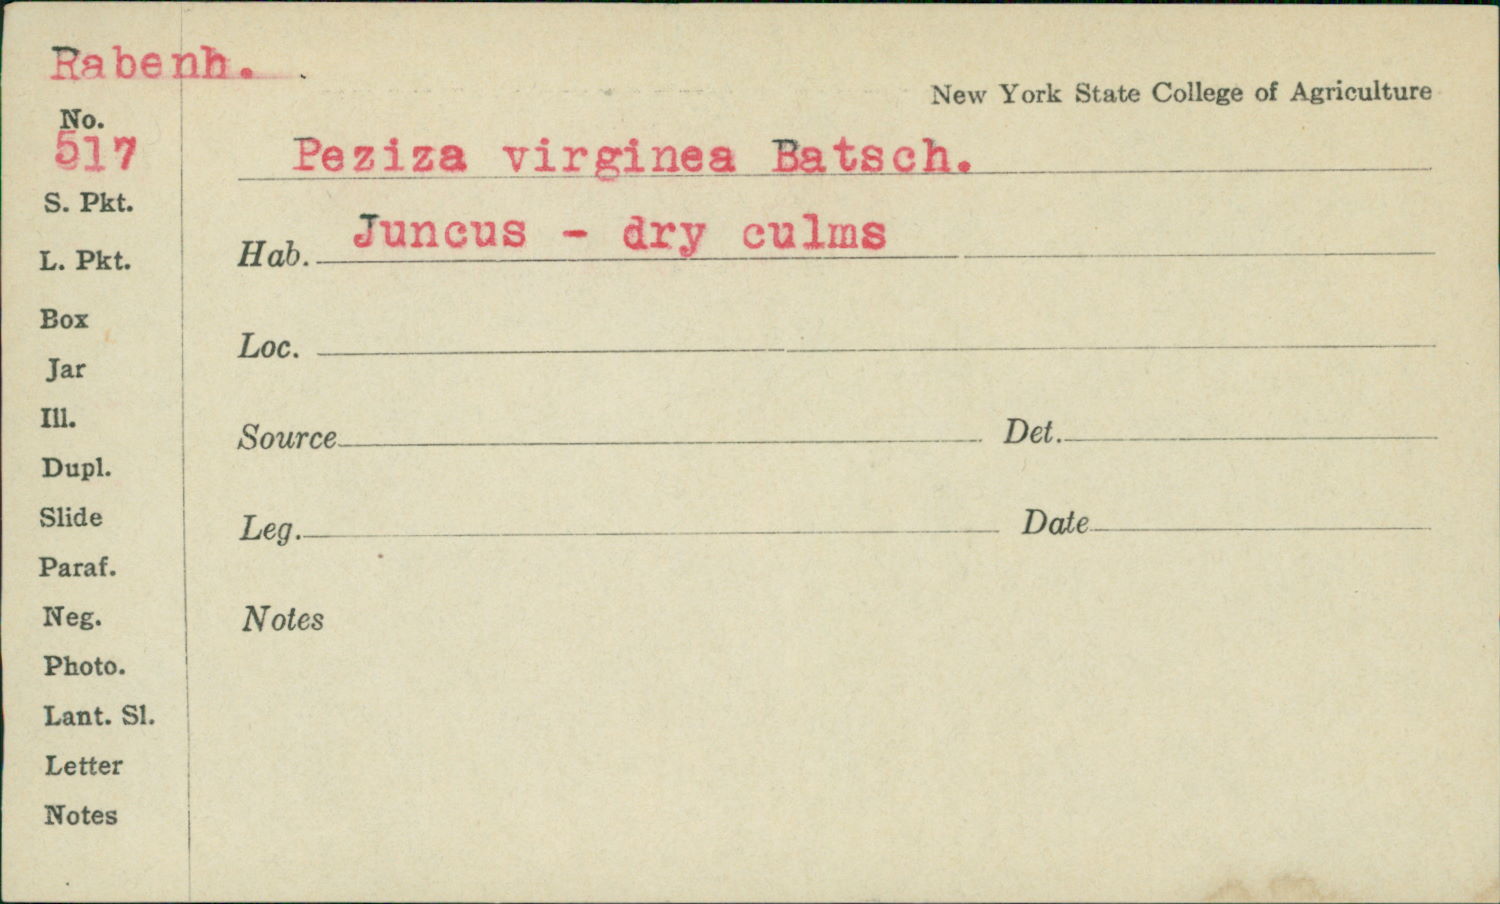 Rabenh.
New York State College of Agriculture
No.
517
Peziza virginea Batsch.
S. Pkt.
Hab. Juncus - dry culms
L. Pkt.
Box
Loc.
Jar
Ill.
Source Det.
Dupl.
Slide
Leg. Date
Paraf.
Neg.
Notes
Photo.
Lant. Sl.
Letter
Notes